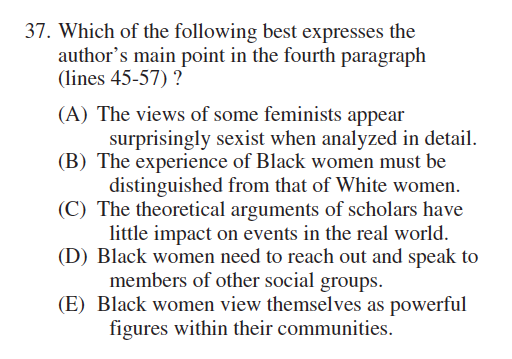 37. Which of the following best expresses the
author's main point in the fourth paragraph
(lines 45-57) ?
(A) The views of some feminists appear
surprisingly sexist when analyzed in detail.
(B) The experience of Black women must be
distinguished from that of White women.
(C) The theoretical arguments of scholars have
little impact on events in the real world.
(D) Black women need to reach out and speak to
members of other social groups.
(E) Black women view themselves as powerful
figures within their communities.